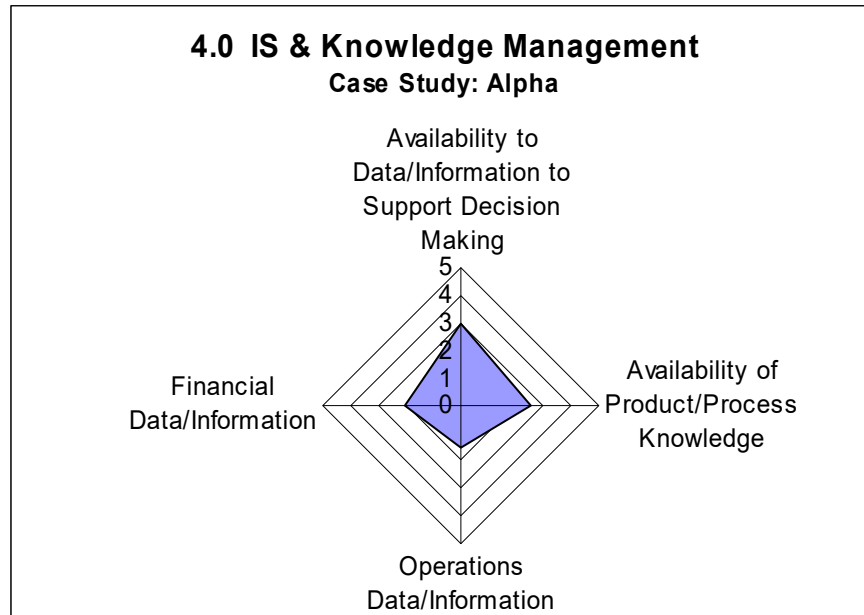 4.0 IS & Knowledge Management
Case Study: Alpha
Availability to
Data/Information to
Support Decision
Making
5
4
3
2
1
0
Financial
Data/Information
Availability of
Product/Process
Knowledge
Operations
Data/Information